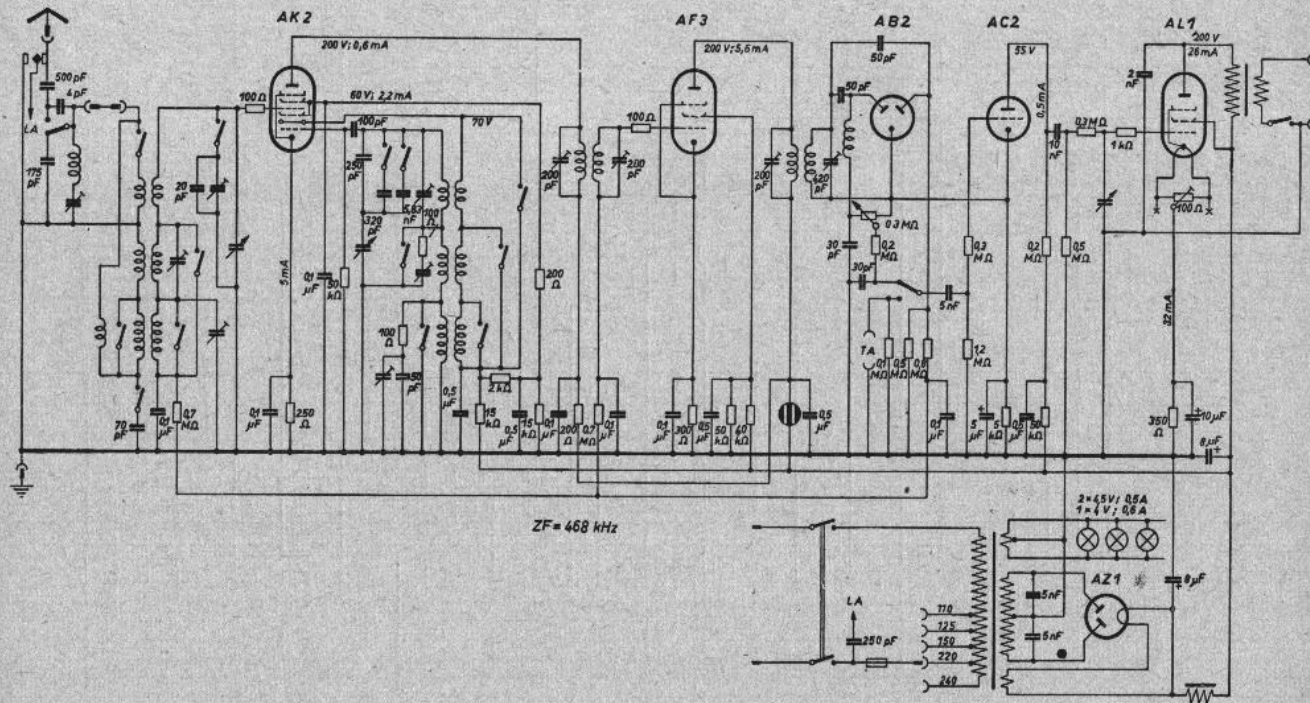 AK2
AF3
AB2
AC2
AL1
200 V; 0,6 mA
200 V; 5,6 mA
50 pF
55 V
200 V
26 mA
2 nF
500 pF
4 pF
LA
175 pF
100 Ω
60 V; 2,2 mA
100 pF
70 V
100 Ω
50 pF
0,5 mA
0,3 MΩ
10 nF
1 kΩ
20 pF
250 pF
320 pF
100 Ω
200 pF
200 pF
200 pF
420 pF
0,3 MΩ
100 Ω
5 mA
0,1 µF
50 kΩ
200 Ω
30 pF
0,2 MΩ
30 pF
5 nF
0,3 MΩ
0,2 MΩ
0,5 MΩ
32 mA
100 Ω
TA
0,1 MΩ
0,5 MΩ
1,2 MΩ
70 pF
0,1 µF
0,7 MΩ
0,1 µF
250 Ω
0,5 µF
15 kΩ
2 kΩ
0,5 µF
15 kΩ
0,1 µF
200 Ω
0,7 MΩ
0,1 µF
0,1 µF
300 Ω
0,5 µF
50 kΩ
40 kΩ
0,5 µF
0,1 µF
5 µF
5 kΩ
0,5 µF
50 kΩ
350 Ω
10 µF
8 µF
ZF = 468 kHz
2 × 4,5 V; 0,5 A
1 × 4 V; 0,6 A
AZ1
5 nF
5 nF
8 µF
LA
250 pF
110
125
150
220
240